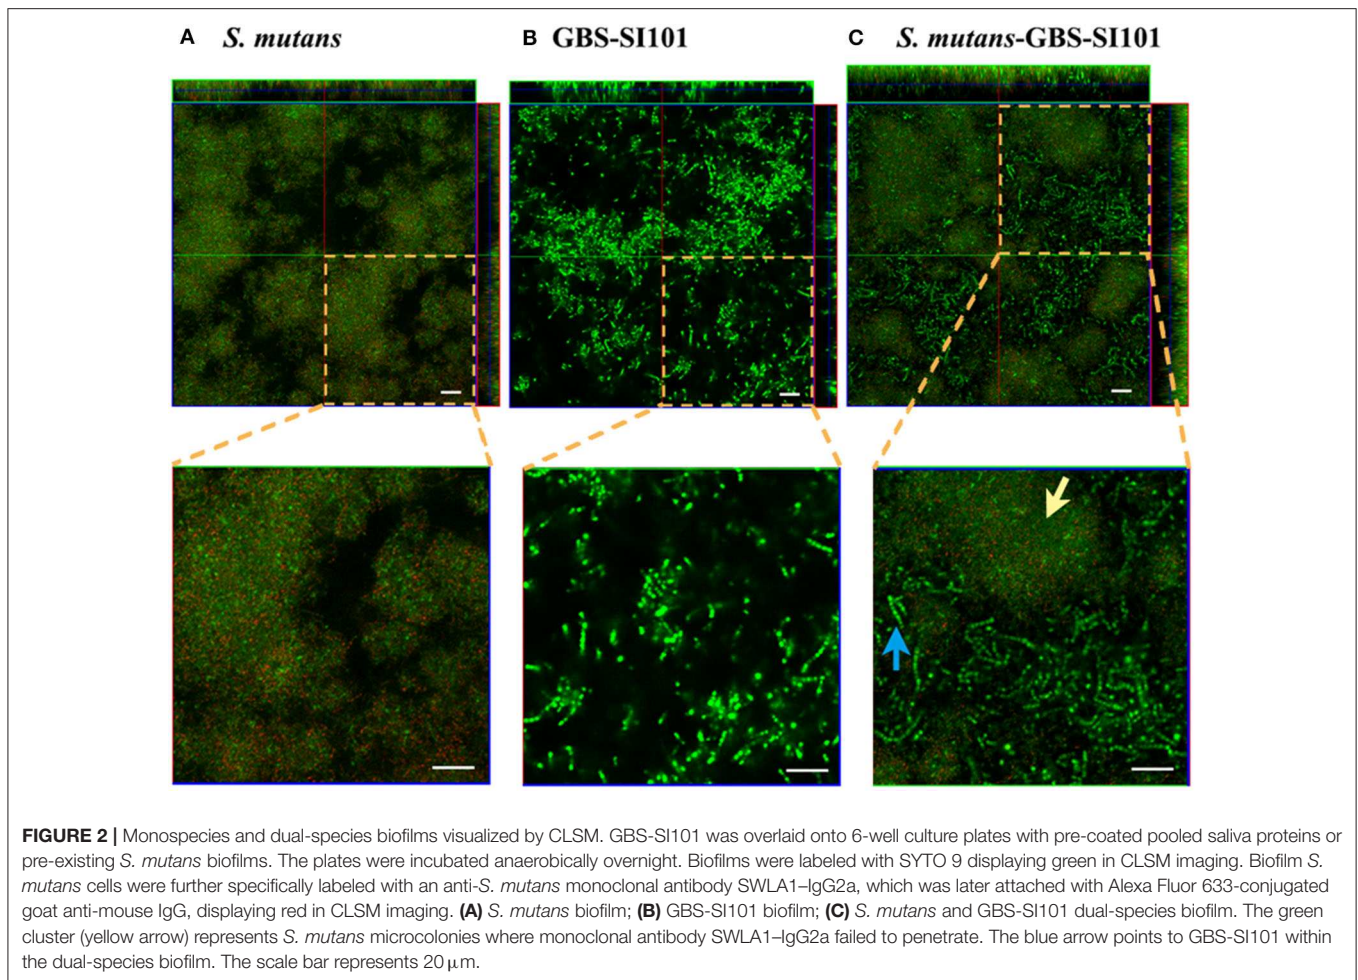 A S. mutans
B GBS-SI101
C S. mutans-GBS-SI101
FIGURE 2 | Monospecies and dual-species biofilms visualized by CLSM. GBS-SI101 was overlaid onto 6-well culture plates with pre-coated pooled saliva proteins or
pre-existing S. mutans biofilms. The plates were incubated anaerobically overnight. Biofilms were labeled with SYTO 9 displaying green in CLSM imaging. Biofilm S.
mutans cells were further specifically labeled with an anti-S. mutans monoclonal antibody SWLA1–IgG2a, which was later attached with Alexa Fluor 633-conjugated
goat anti-mouse IgG, displaying red in CLSM imaging. (A) S. mutans biofilm; (B) GBS-SI101 biofilm; (C) S. mutans and GBS-SI101 dual-species biofilm. The green
cluster (yellow arrow) represents S. mutans microcolonies where monoclonal antibody SWLA1–IgG2a failed to penetrate. The blue arrow points to GBS-SI101 within
the dual-species biofilm. The scale bar represents 20 μm.